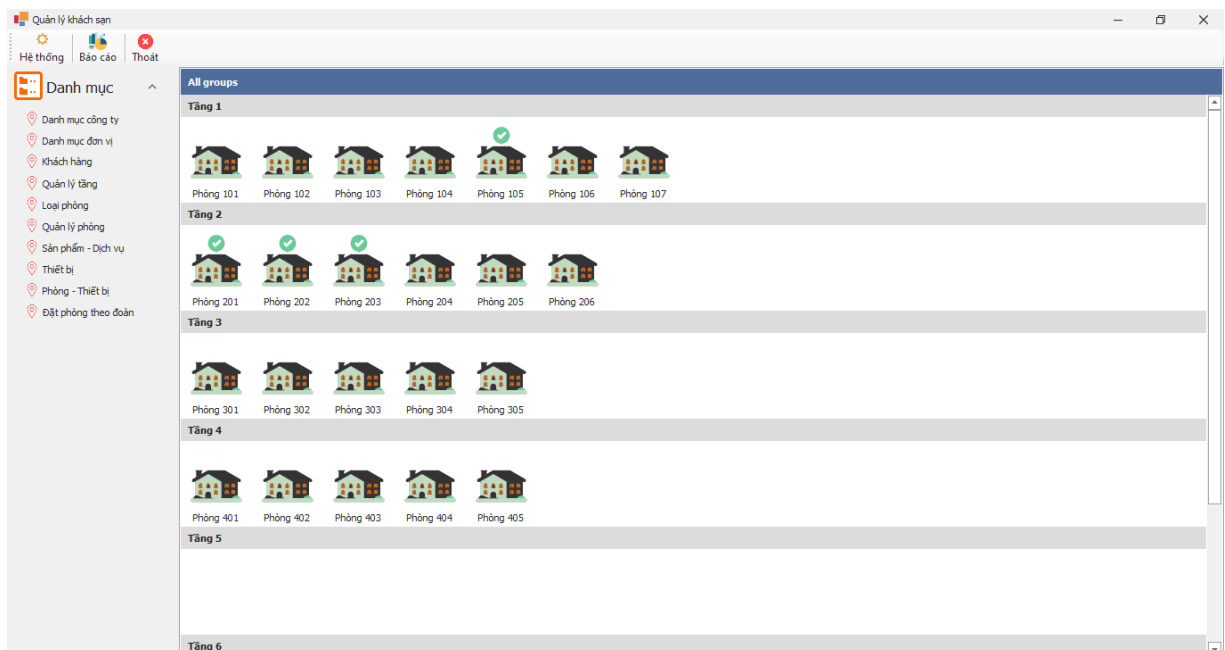 Quản lý khách sạn
Hệ thống Báo cáo Thoát
Danh mục
Danh mục công ty
Danh mục đơn vị
Khách hàng
Quản lý tầng
Loại phòng
Quản lý phòng
Sản phẩm - Dịch vụ
Thiết bị
Phòng - Thiết bị
Đặt phòng theo đoàn
All groups
Tầng 1
Phòng 101 Phòng 102 Phòng 103 Phòng 104 Phòng 105 Phòng 106 Phòng 107
Tầng 2
Phòng 201 Phòng 202 Phòng 203 Phòng 204 Phòng 205 Phòng 206
Tầng 3
Phòng 301 Phòng 302 Phòng 303 Phòng 304 Phòng 305
Tầng 4
Phòng 401 Phòng 402 Phòng 403 Phòng 404 Phòng 405
Tầng 5
Tầng 6